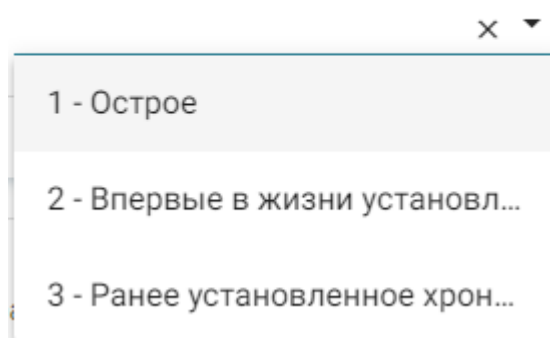 1 - Острое
2 - Впервые в жизни установл...
3 - Ранее установленное хрон...